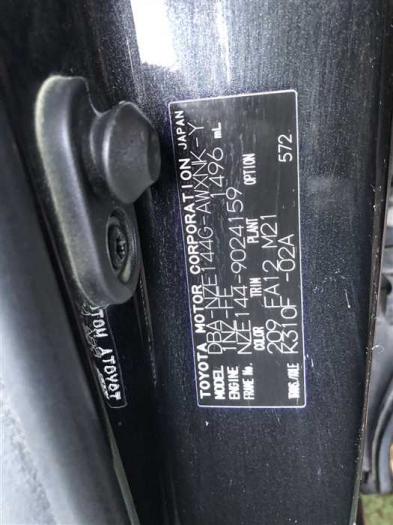 TOYOTA MOTOR CORPORATION JAPAN
MODEL DBA-NZE144G-AWXNK-Y
ENGINE 1NZ-FE 1496 mL
FRAME No. NZE144-9024159
COLOR TRIM PLANT OPTION
209 EA12 M21 572
TRANS/AXLE K310F -02A